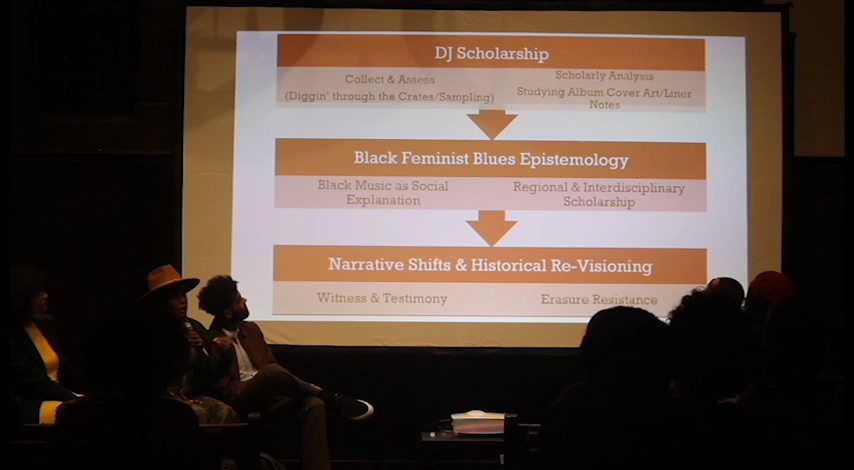 DJ Scholarship
Collect & Assess
(Diggin' through the Crates/Sampling)
Scholarly Analysis
Studying Album Cover Art/Liner
Notes
Black Feminist Blues Epistemology
Black Music as Social
Explanation
Regional & Interdisciplinary
Scholarship
Narrative Shifts & Historical Re-Visioning
Witness & Testimony
Erasure Resistance